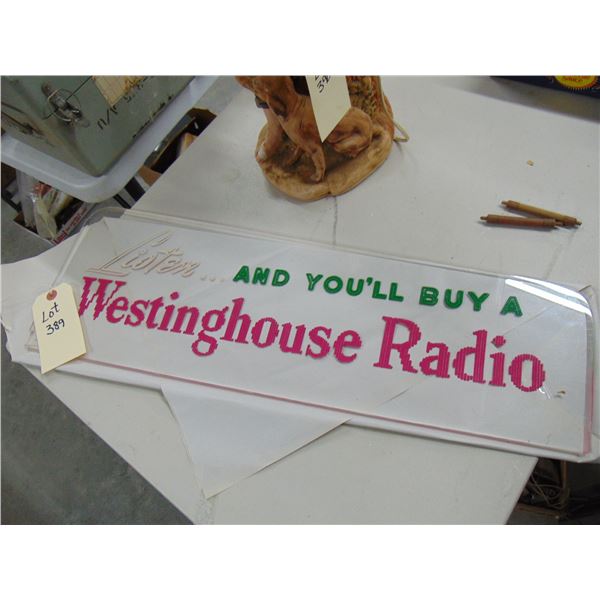 Listen... AND YOU'LL BUY A
Westinghouse Radio
Lot
389